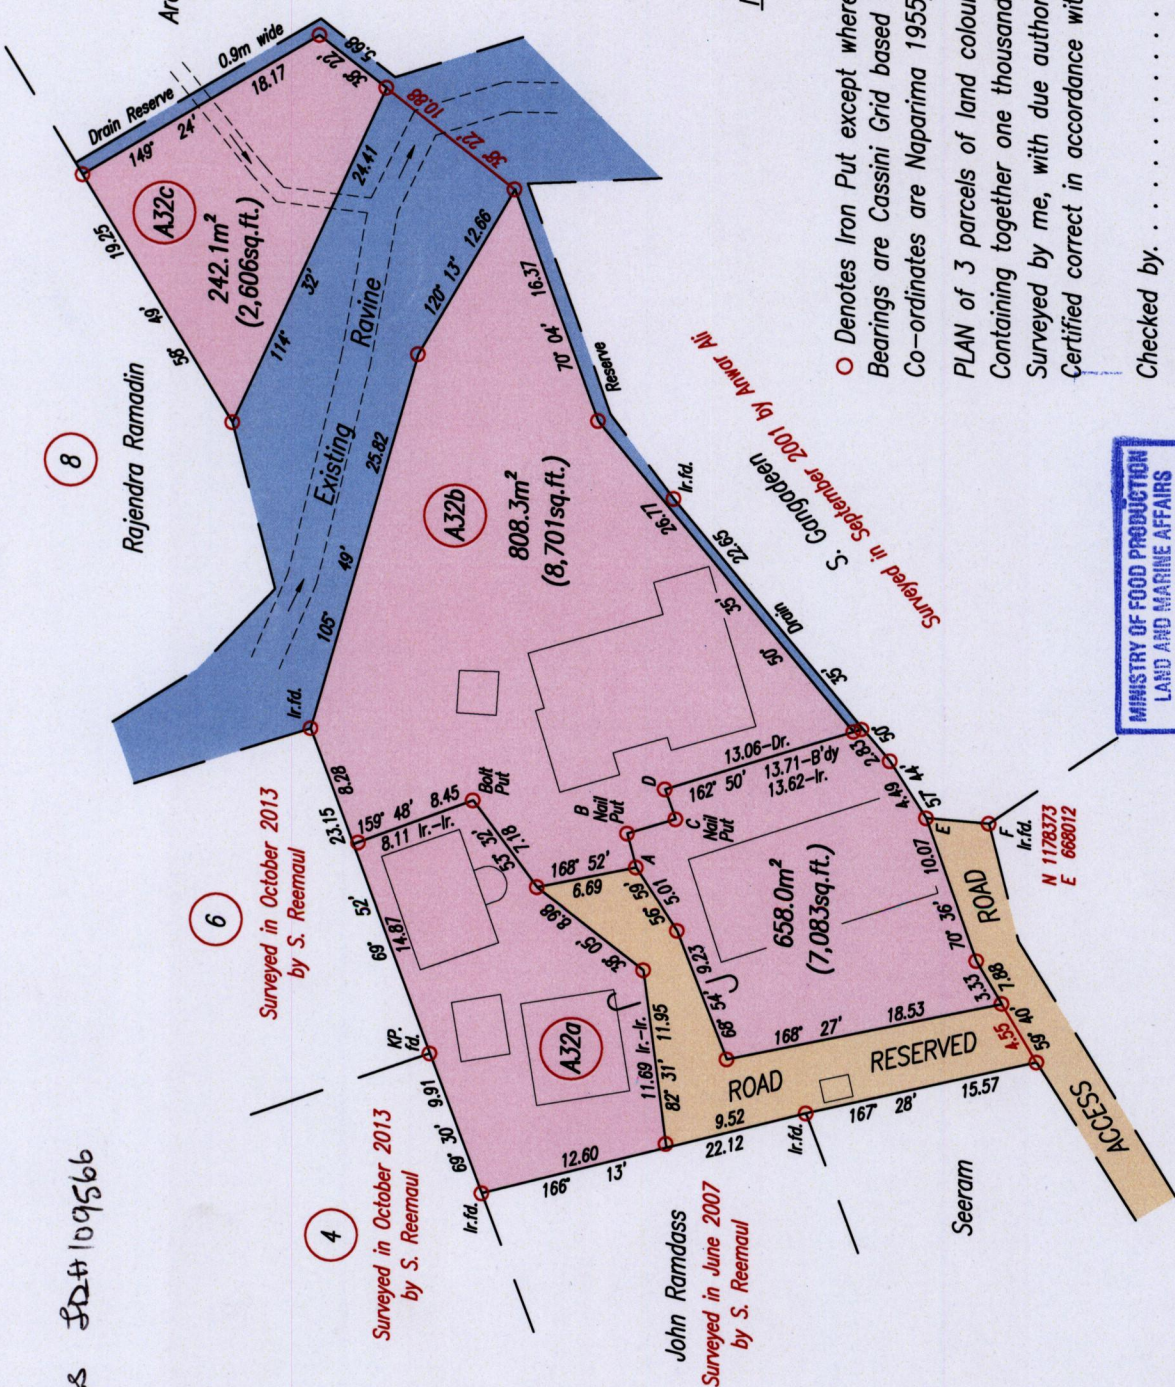 JDH109566
8
Rajendra Ramadin
Drain Reserve
0.9m wide
149° 24' 18.17
38° 22' 5.68
19.25
49'
58°
A32c
242.1m²
(2,606sq.ft.)
114° 32' 24.41
10.88
38° 22'
Existing Ravine
120° 13' 12.66
105° 49' 25.82
16.37
70° 04'
Reserve
A32b
808.3m²
(8,701sq.ft.)
Ir.fd.
26.77
22.65
S. Gangadeen
Surveyed in September 2001 by Anwar Ali
Drain
50° 35'
50° 35'
Ir.fd.
6
Surveyed in October 2013
by S. Reemaul
8.28
23.15
159° 48' 8.45
8.11 Ir.-Ir.
Bolt
Put
53° 32'
7.18
69° 52'
14.87
KP.
fd.
168° 52'
6.69
8.98
38° 05'
A
B
Nail
Put
C
Nail
Put
D
13.06-Dr.
162° 50' 13.71-B'dy
13.62-Ir.
2.83
4.49
57° 44'
E
F
Ir.fd.
N 1178373
E 668012
56° 59'
5.01
9.23
68° 54'
658.0m²
(7,083sq.ft.)
10.07
70° 36'
3.33
7.88
59° 40'
4.55
ACCESS ROAD
168° 27' 18.53
ROAD RESERVED
A32a
11.69 Ir.-Ir.
82° 31' 11.95
9.91
69° 30'
4
Surveyed in October 2013
by S. Reemaul
Ir.fd.
12.60
166° 13'
9.52
22.12
Ir.fd.
167° 28' 15.57
John Ramdass
Surveyed in June 2007
by S. Reemaul
Seeram
Denotes Iron Put except where
Bearings are Cassini Grid based
Co-ordinates are Naparima 1955
PLAN of 3 parcels of land colou
Containing together one thousand
Surveyed by me, with due author
Certified correct in accordance wit
Checked by. . . . . . . . .
MINISTRY OF FOOD PRODUCTION
LAND AND MARINE AFFAIRS